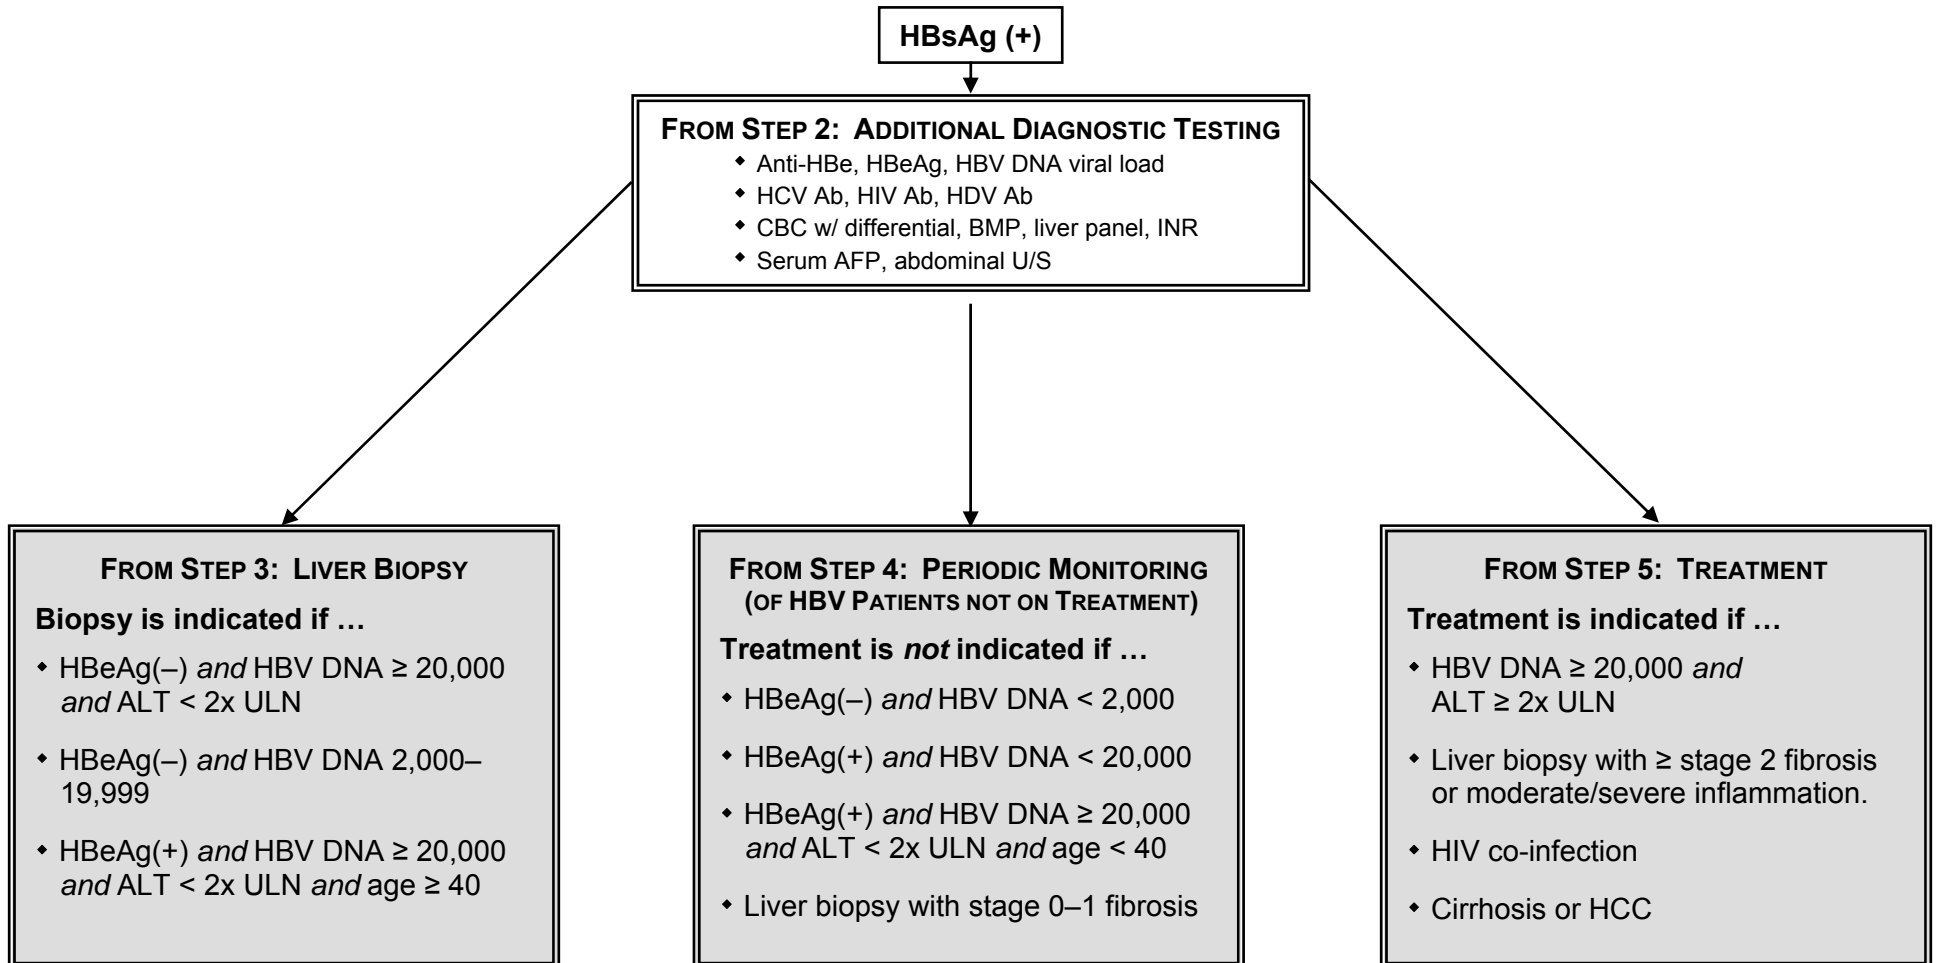 HBsAg (+)
FROM STEP 2: ADDITIONAL DIAGNOSTIC TESTING
◆ Anti-HBe, HBeAg, HBV DNA viral load
◆ HCV Ab, HIV Ab, HDV Ab
◆ CBC w/ differential, BMP, liver panel, INR
◆ Serum AFP, abdominal U/S
FROM STEP 3: LIVER BIOPSY
Biopsy is indicated if …
◆ HBeAg(–) and HBV DNA ≥ 20,000
and ALT < 2x ULN
◆ HBeAg(–) and HBV DNA 2,000–
19,999
◆ HBeAg(+) and HBV DNA ≥ 20,000
and ALT < 2x ULN and age ≥ 40
FROM STEP 4: PERIODIC MONITORING
(OF HBV PATIENTS NOT ON TREATMENT)
Treatment is not indicated if …
◆ HBeAg(–) and HBV DNA < 2,000
◆ HBeAg(+) and HBV DNA < 20,000
◆ HBeAg(+) and HBV DNA ≥ 20,000
and ALT < 2x ULN and age < 40
◆ Liver biopsy with stage 0–1 fibrosis
FROM STEP 5: TREATMENT
Treatment is indicated if …
◆ HBV DNA ≥ 20,000 and
ALT ≥ 2x ULN
◆ Liver biopsy with ≥ stage 2 fibrosis
or moderate/severe inflammation.
◆ HIV co-infection
◆ Cirrhosis or HCC